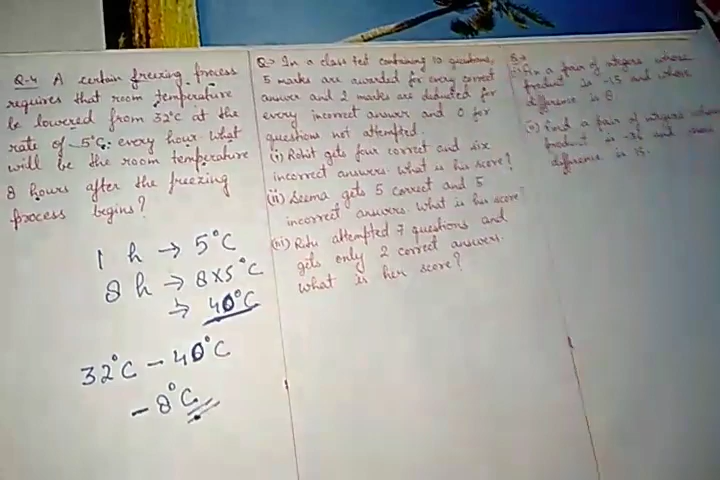 Q-4 A certain freezing process
requires that room temperature
be lowered from 32°C at the
rate of 5°C every hour. What
will be the room temperature
8 hours after the freezing
process begins?
1 h → 5°C
8 h → 8×5°C
→ 40°C
32°C – 40°C
– 8°C
Q-> In a class test containing 10 questions,
5 marks are awarded for every correct
answer and 2 marks are deducted for
every incorrect answer and 0 for
questions not attempted.
(i) Rohit gets four correct and six
incorrect answers. What is his score?
(ii) Seema gets 5 correct and 5
incorrect answers. What is her score?
(iii) Ritu attempted 7 questions and
gets only 2 correct answers.
What is her score?
a pair of integers whose
product is -15 and whose
difference is 8.
ii) Find a pair of integers whose
product is -36 and
difference is 15.